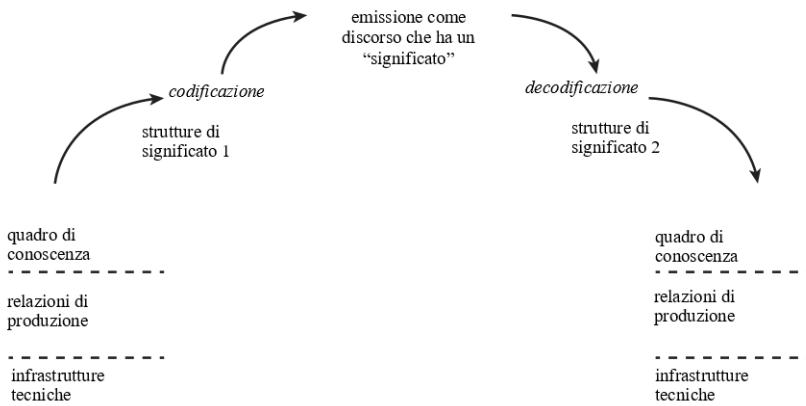 emissione come
discorso che ha un
“significato”
codificazione
decodificazione
strutture di
significato 1
strutture di
significato 2
quadro di
conoscenza
relazioni di
produzione
infrastrutture
tecniche
quadro di
conoscenza
relazioni di
produzione
infrastrutture
tecniche